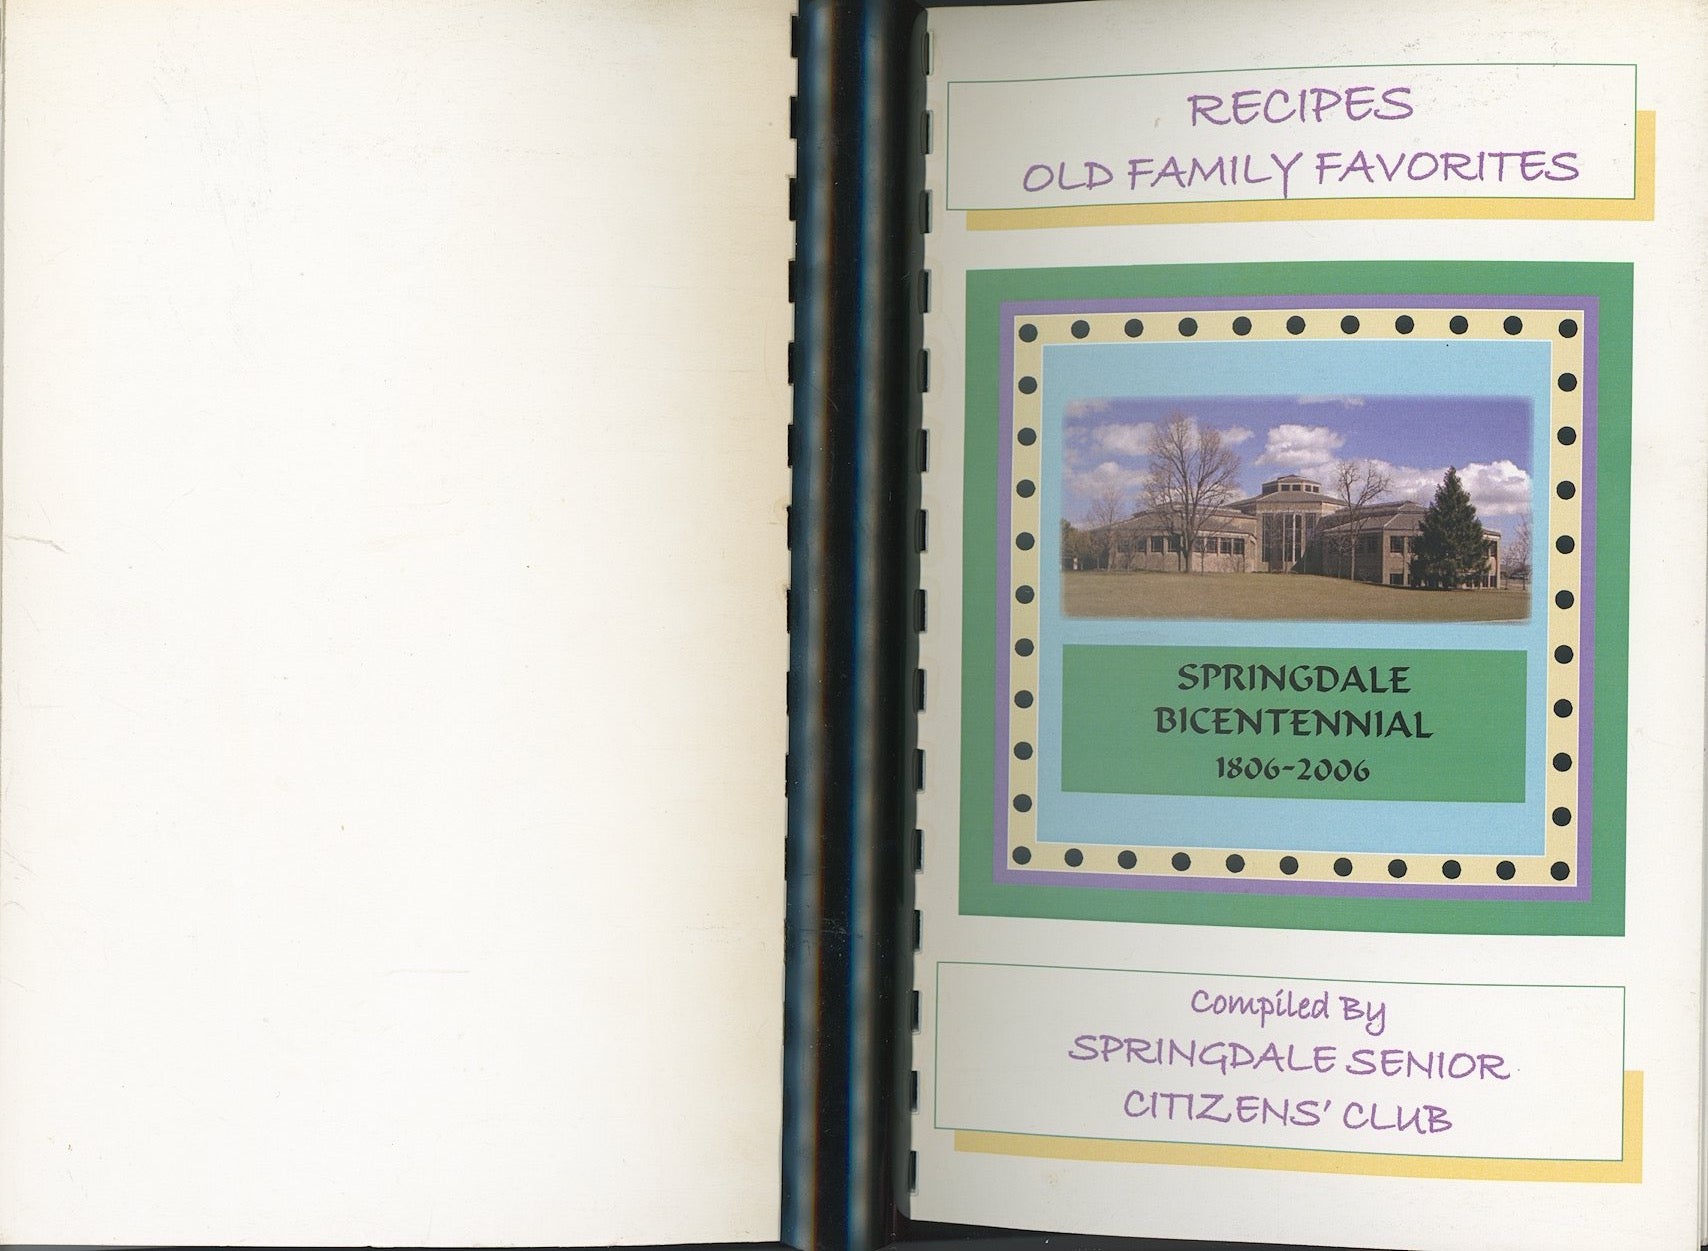 RECIPES
OLD FAMILY FAVORITES
SPRINGDALE
BICENTENNIAL
1806-2006
Compiled By
SPRINGDALE SENIOR
CITIZENS' CLUB